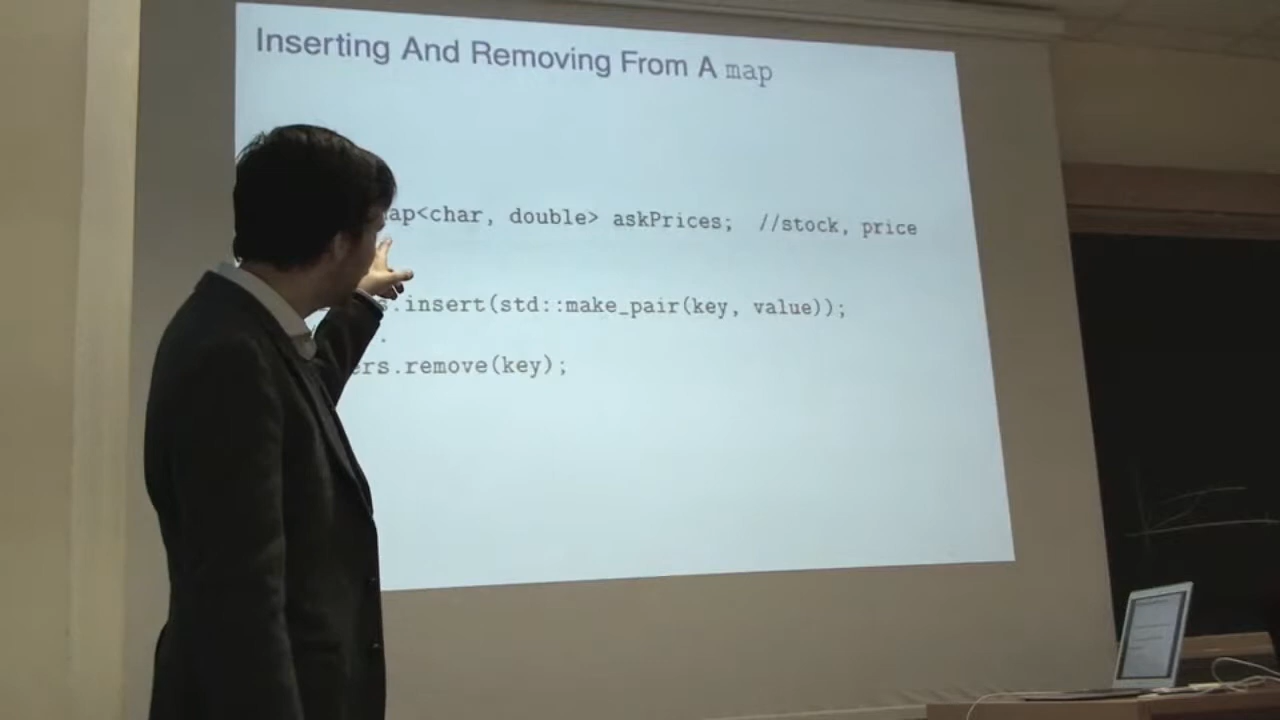 Inserting And Removing From A map
ap<char, double> askPrices; //stock, price
s.insert(std::make_pair(key, value));
.
ers.remove(key);